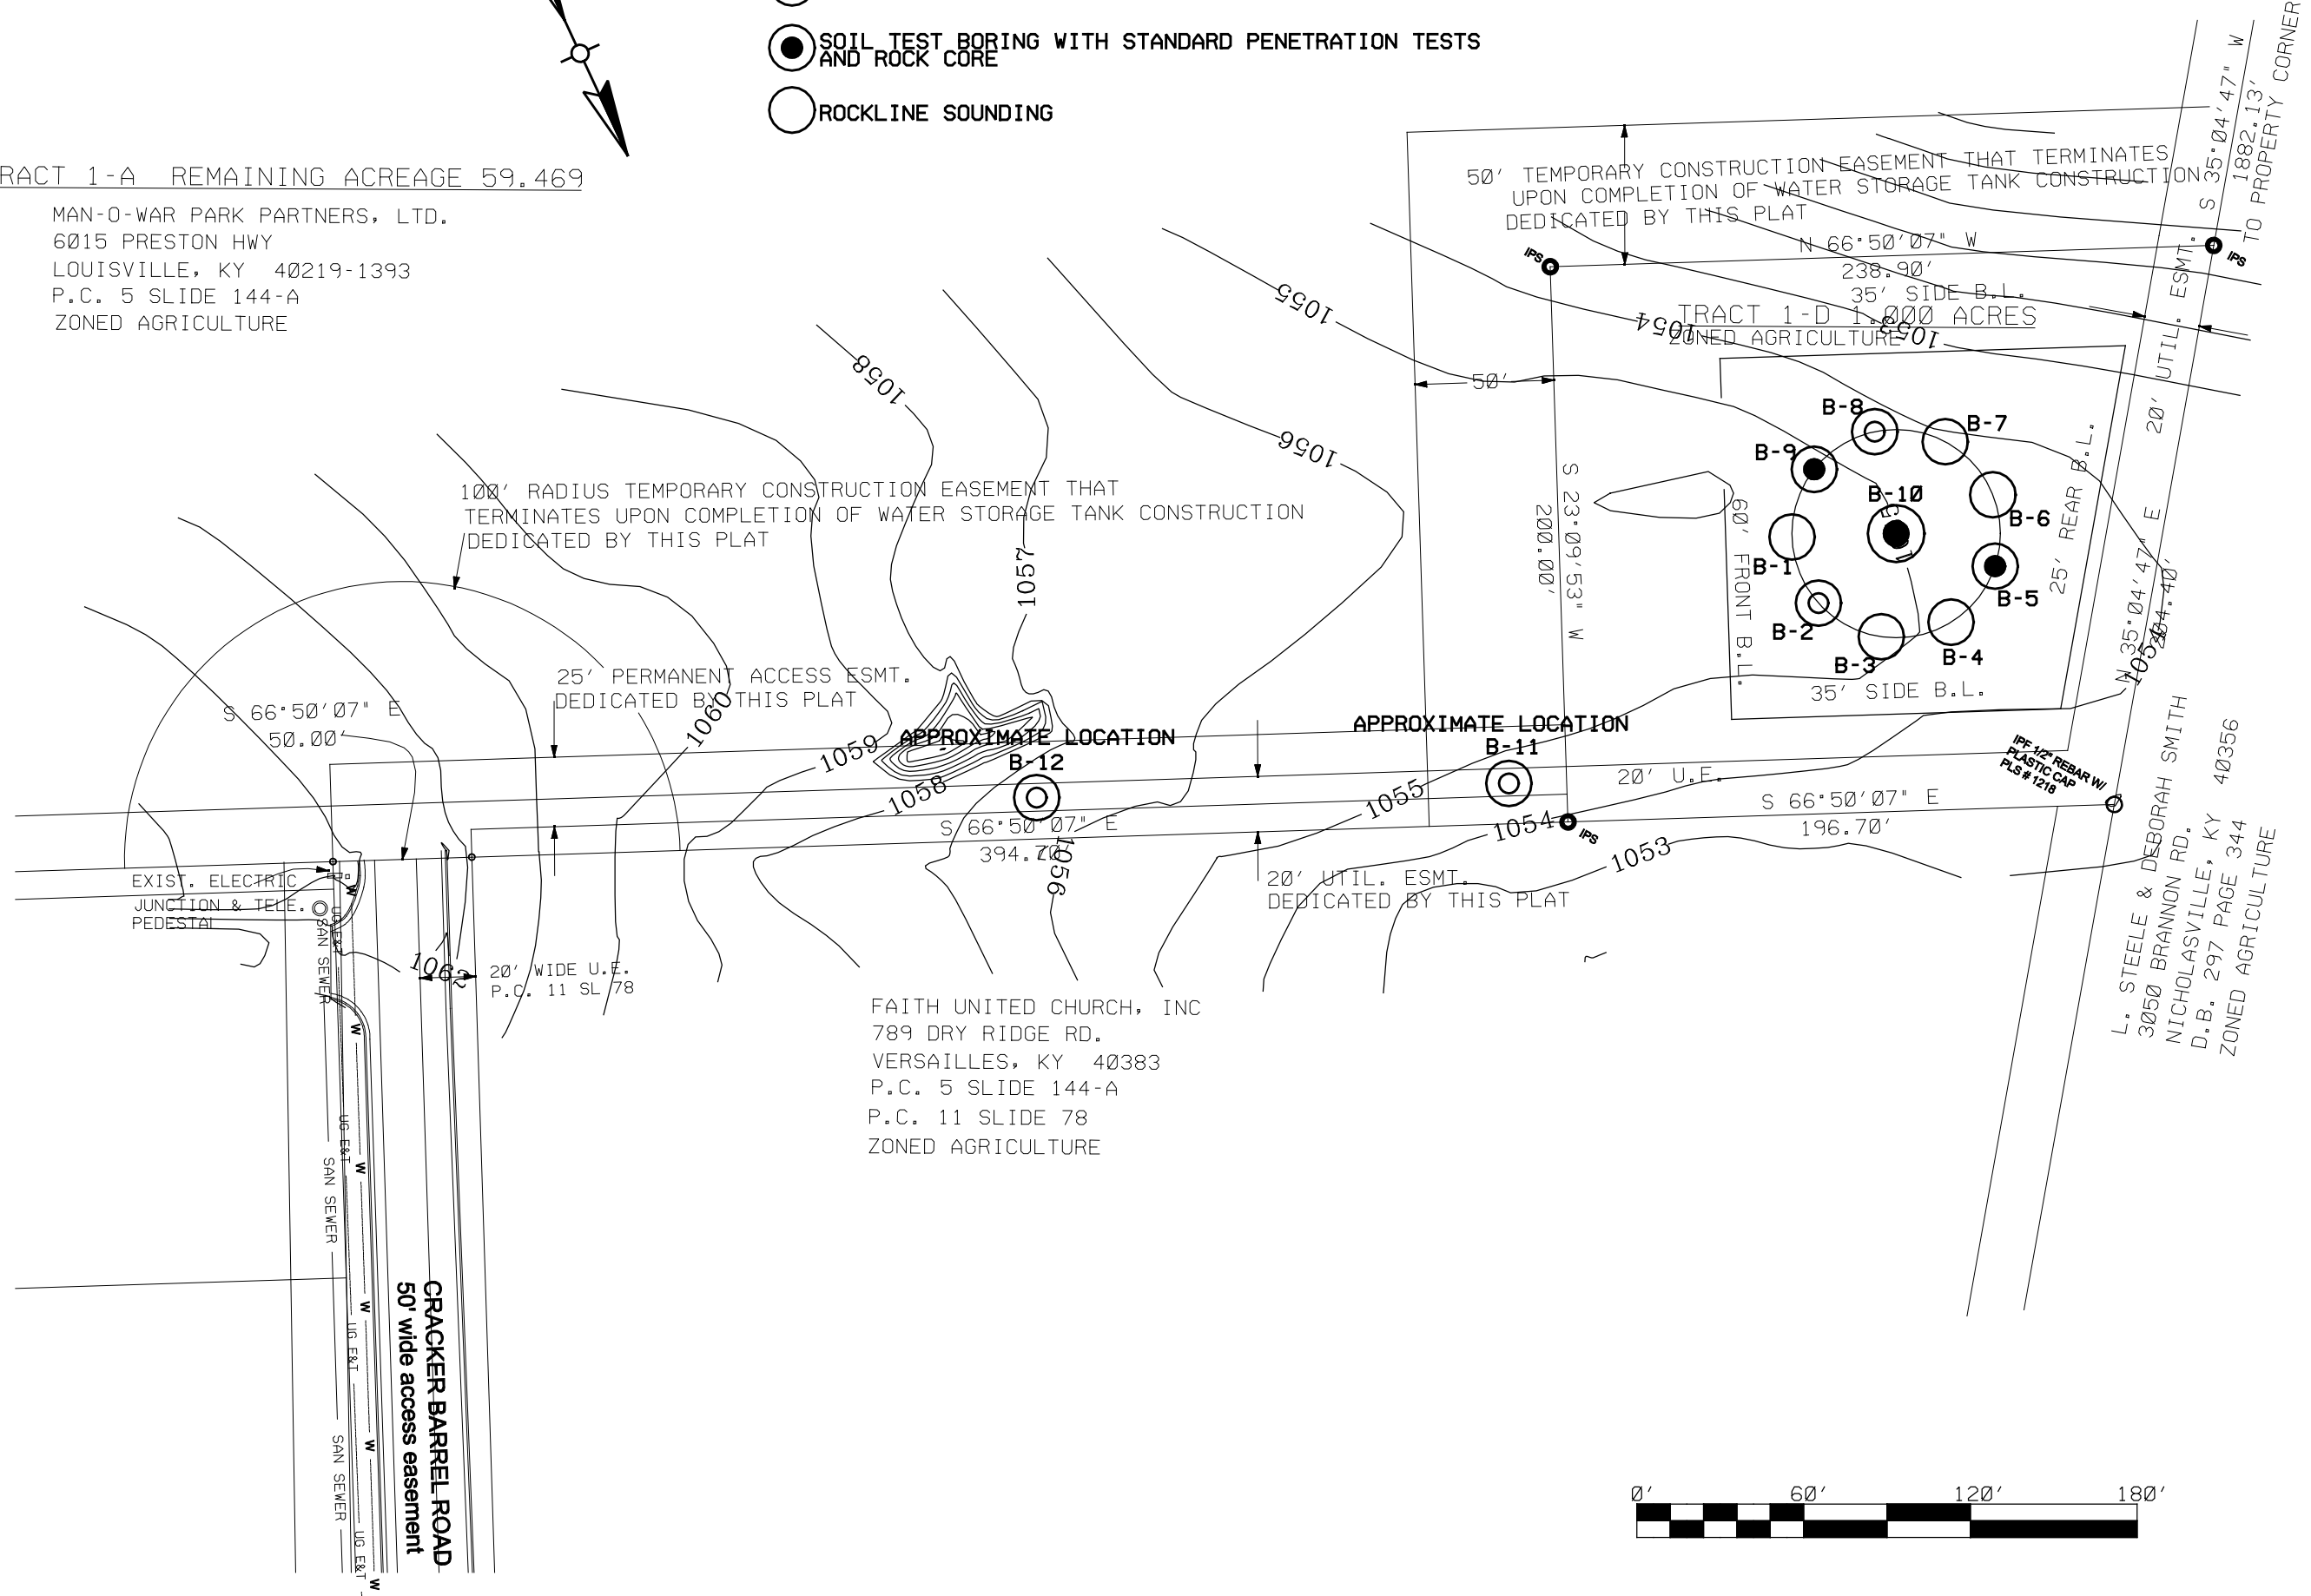 SOIL TEST BORING WITH STANDARD PENETRATION TESTS
AND ROCK CORE
ROCKLINE SOUNDING
RACT 1-A REMAINING ACREAGE 59.469
MAN-O-WAR PARK PARTNERS, LTD.
6015 PRESTON HWY
LOUISVILLE, KY 40219-1393
P.C. 5 SLIDE 144-A
ZONED AGRICULTURE
50' TEMPORARY CONSTRUCTION EASEMENT THAT TERMINATES
UPON COMPLETION OF WATER STORAGE TANK CONSTRUCTION
DEDICATED BY THIS PLAT
S 35°04'47" W
1882.13'
TO PROPERTY CORNER
IPS
IPS
N 66°50'07" W
238.90'
35' SIDE B.L.
TRACT 1-D 1.000 ACRES
ZONED AGRICULTURE
20' UTIL. ESMT.
1055
1054
1053
1058
1056
50'
B-8
B-7
B-9
B-10
B-6
B-1
B-5
B-2
B-3
B-4
60' FRONT B.L.
25' REAR B.L.
35' SIDE B.L.
S 23°09'53" W
200.00'
N 35°04'47" E
204.40'
1054
100' RADIUS TEMPORARY CONSTRUCTION EASEMENT THAT
TERMINATES UPON COMPLETION OF WATER STORAGE TANK CONSTRUCTION
DEDICATED BY THIS PLAT
1057
25' PERMANENT ACCESS ESMT.
DEDICATED BY THIS PLAT
S 66°50'07" E
50.00'
1060
1059
1058
APPROXIMATE LOCATION
B-12
APPROXIMATE LOCATION
B-11
1055
1054
1053
20' U.E.
IPS
IPF 1/2" REBAR W/
PLASTIC CAP
PLS # 1218
S 66°50'07" E
196.70'
S 66°50'07" E
394.70'
1056
20' UTIL. ESMT.
DEDICATED BY THIS PLAT
EXIST. ELECTRIC
JUNCTION & TELE.
PEDESTAL
1062
20' WIDE U.E.
P.C. 11 SL 78
FAITH UNITED CHURCH, INC
789 DRY RIDGE RD.
VERSAILLES, KY 40383
P.C. 5 SLIDE 144-A
P.C. 11 SLIDE 78
ZONED AGRICULTURE
L. STEELE & DEBORAH SMITH
3050 BRANNON RD.
NICHOLASVILLE, KY 40356
D.B. 297 PAGE 344
ZONED AGRICULTURE
SAN SEWER
SAN SEWER
SAN SEWER
UG E&T
UG E&T
UG E&T
UG E&T
W
W
W
W
W
W
CRACKER BARREL ROAD
50' wide access easement
0' 60' 120' 180'